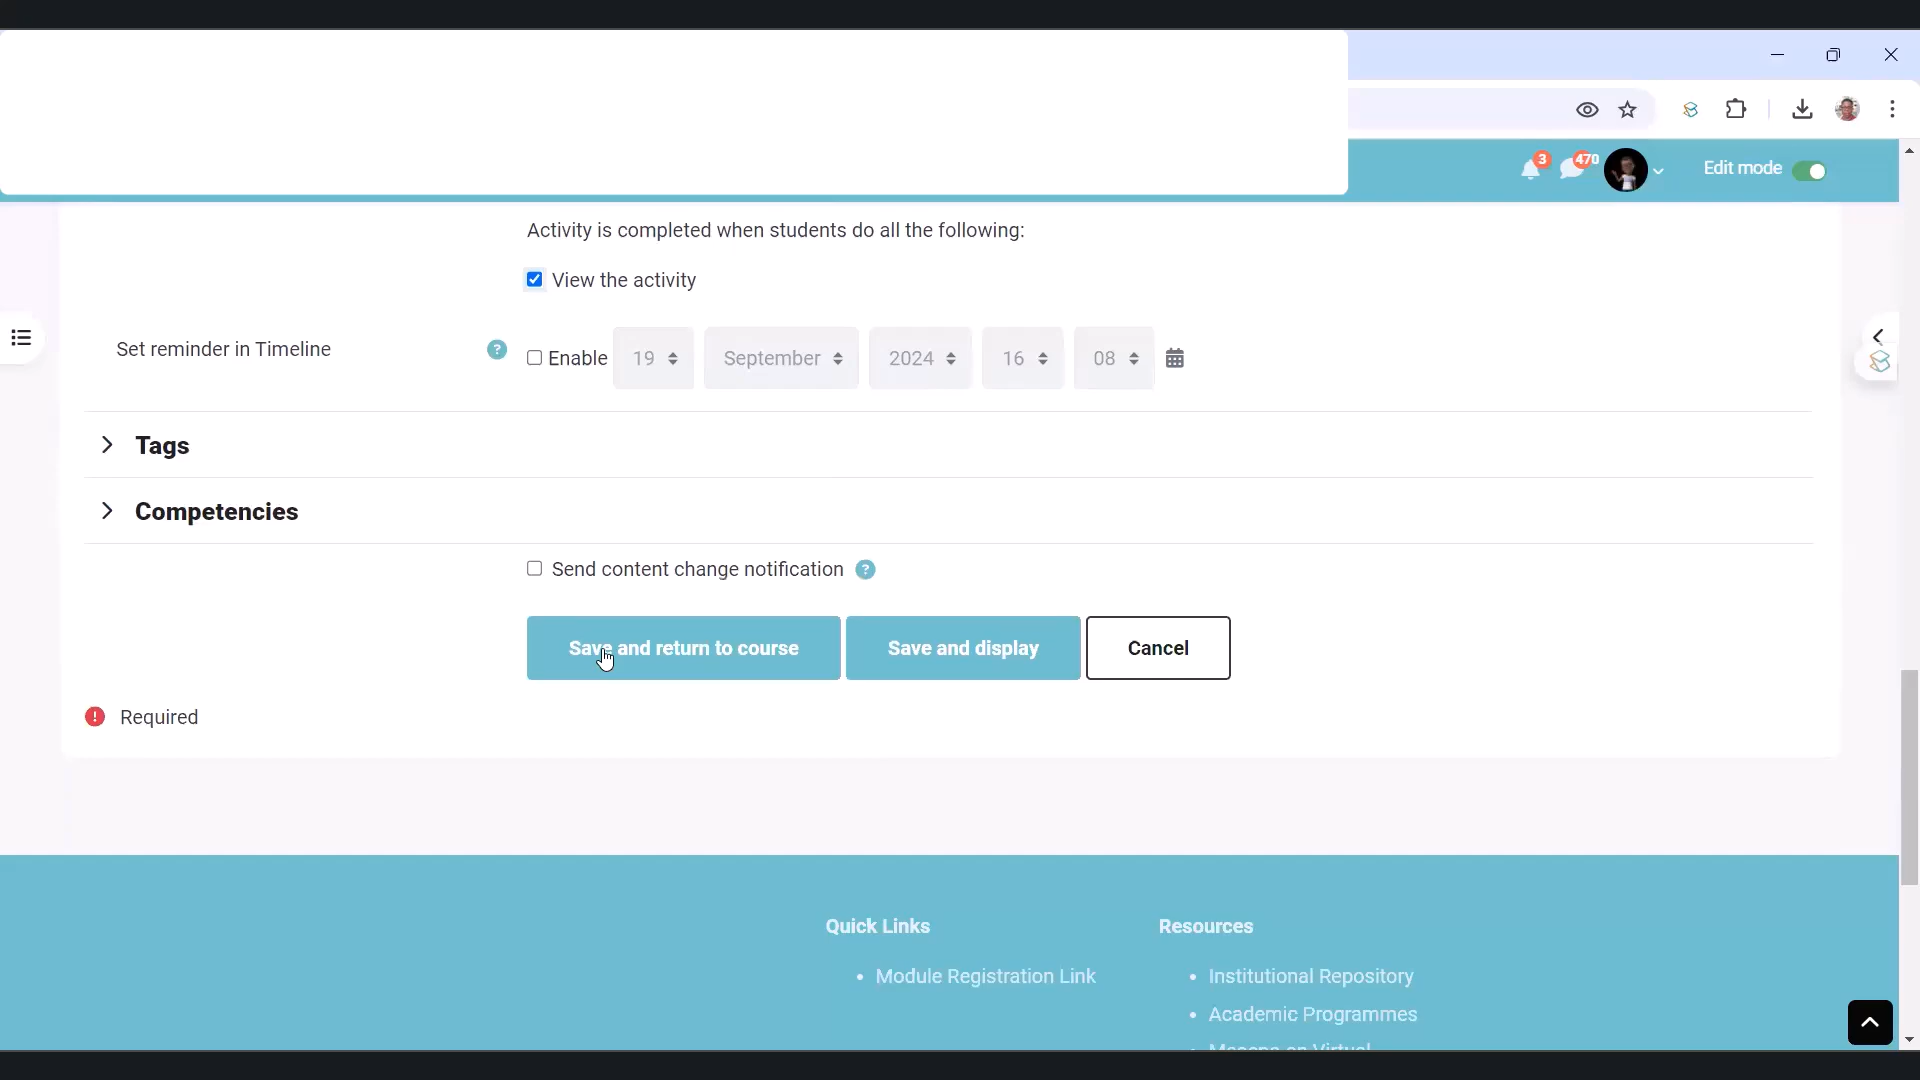 3
470
Edit mode
Activity is completed when students do all the following:
View the activity
Set reminder in Timeline
? Enable 19 September 2024 16 08
Tags
Competencies
Send content change notification ?
Save and return to course Save and display Cancel
! Required
Quick Links
• Module Registration Link
Resources
• Institutional Repository
• Academic Programmes